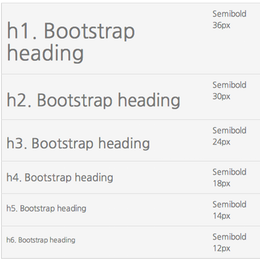 h1. Bootstrap
heading
Semibold
36px
h2. Bootstrap heading
Semibold
30px
h3. Bootstrap heading
Semibold
24px
h4. Bootstrap heading
Semibold
18px
h5. Bootstrap heading
Semibold
14px
h6. Bootstrap heading
Semibold
12px